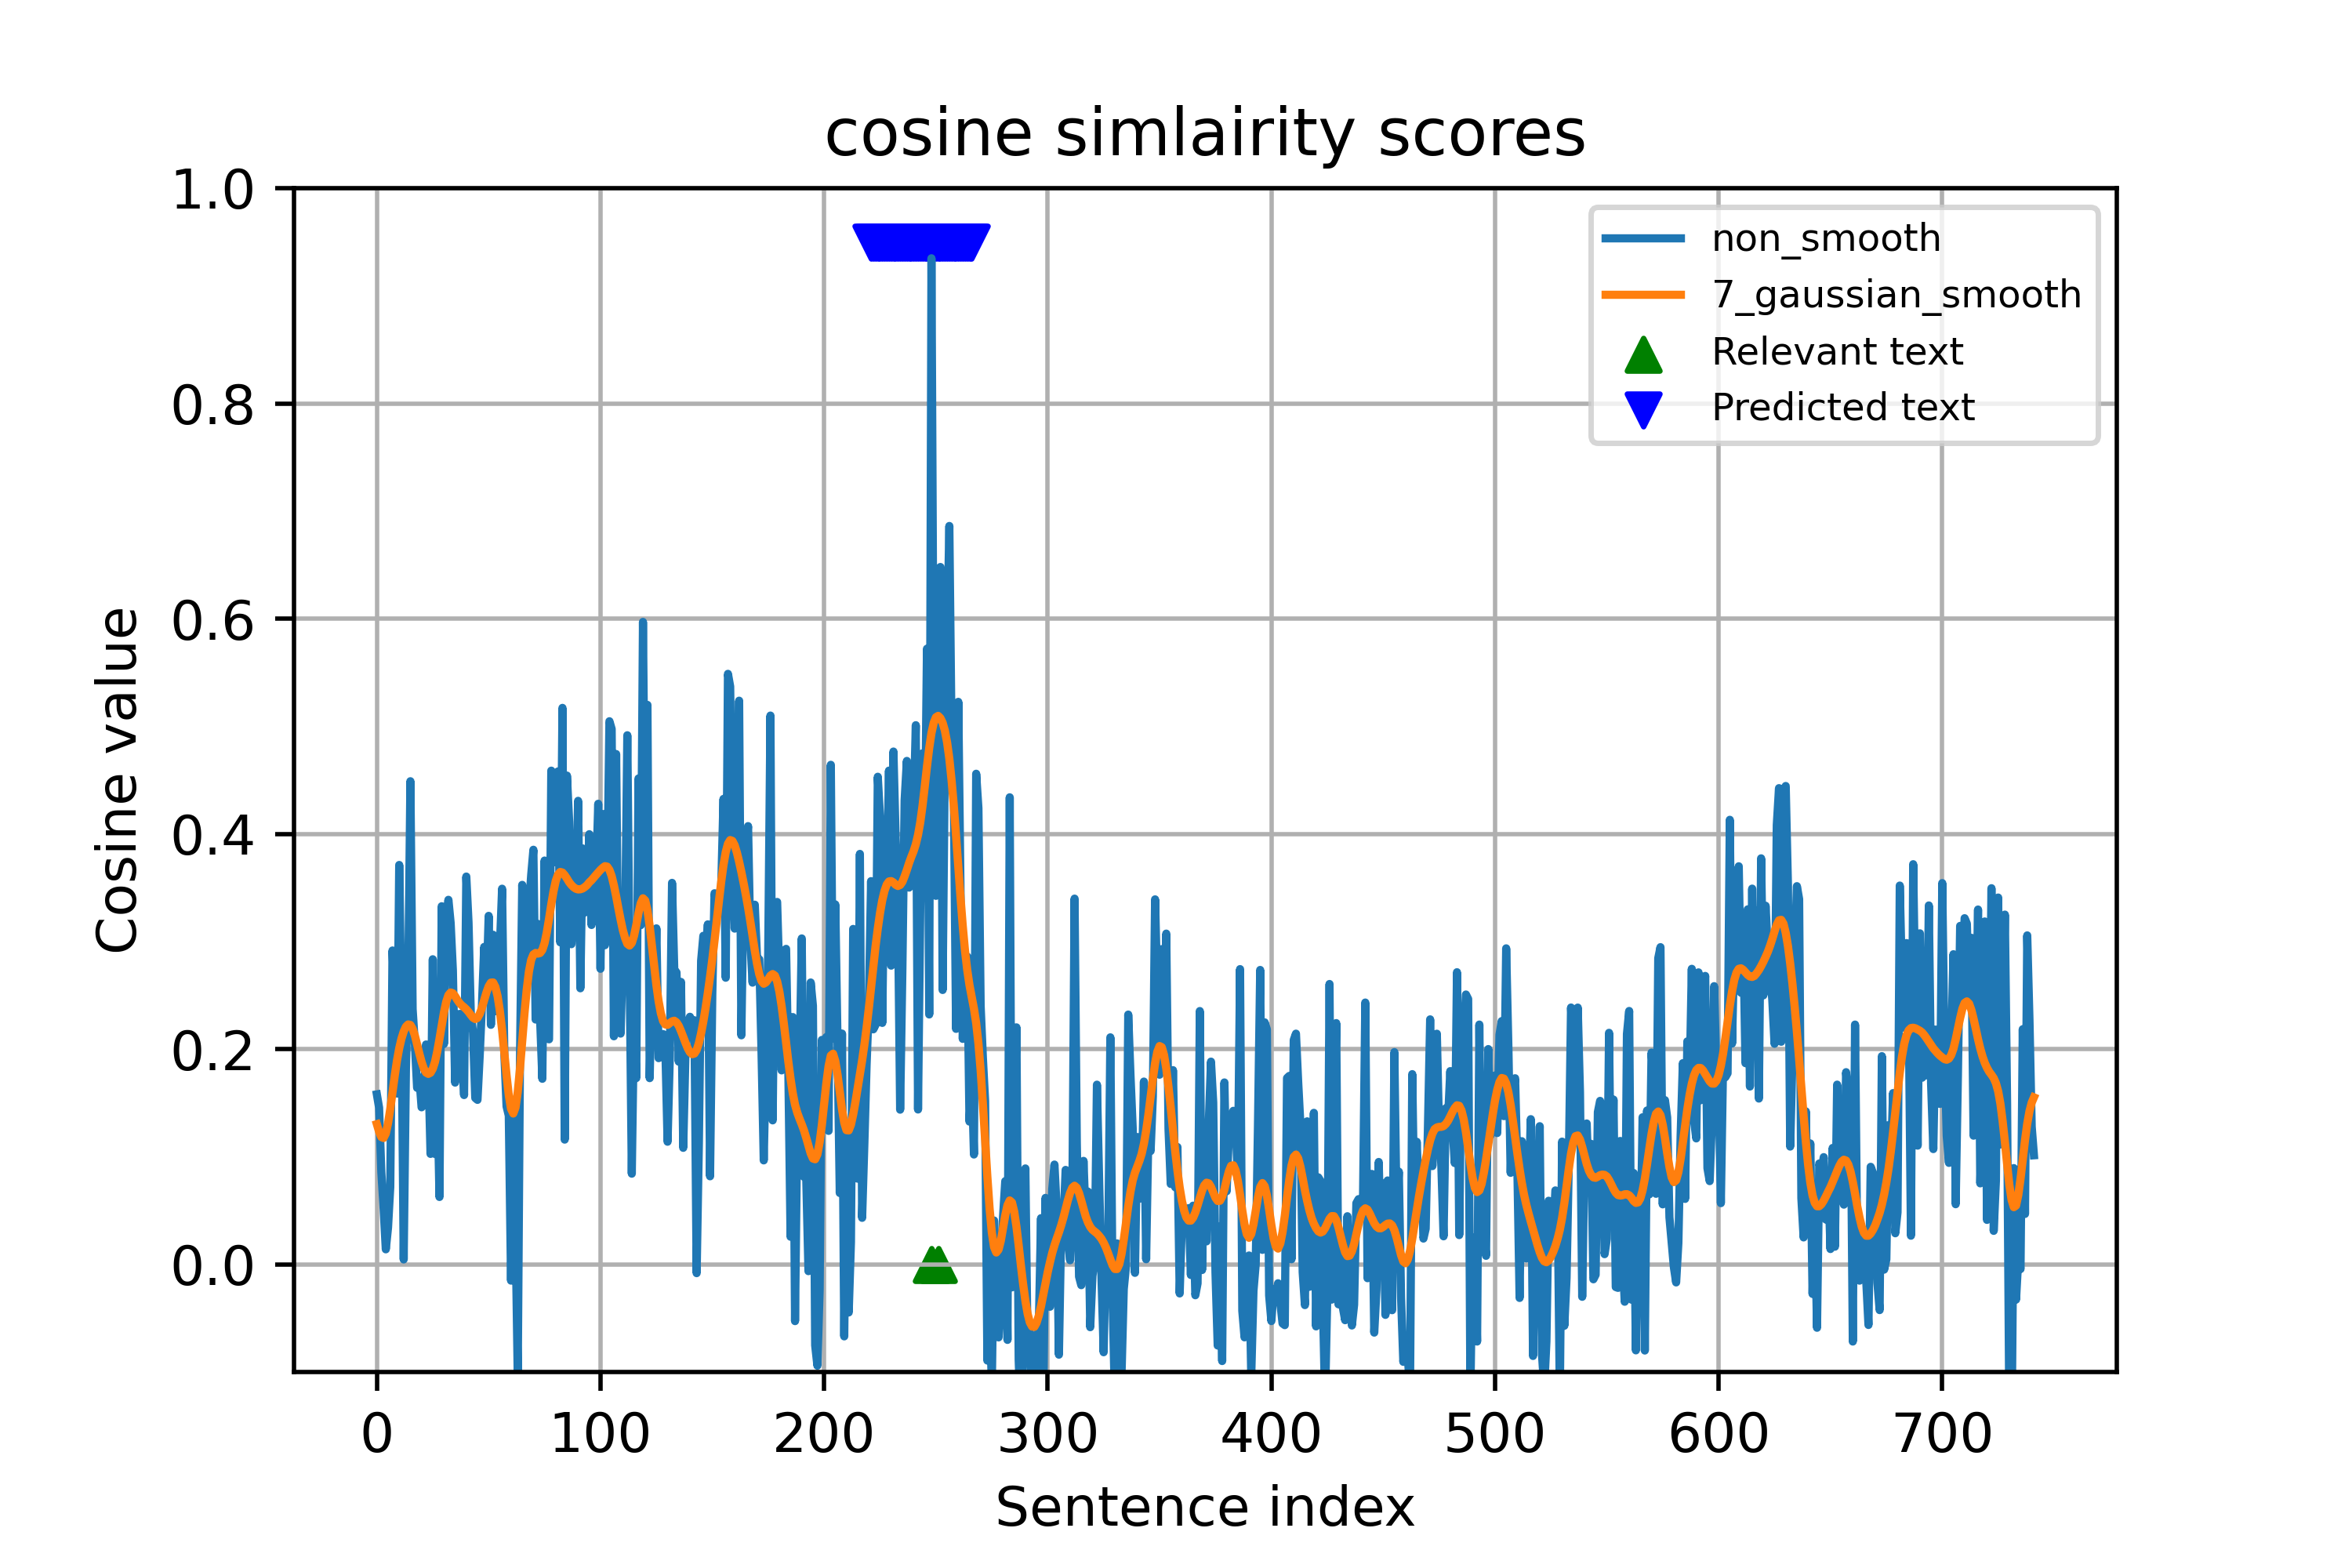 cosine simlairity scores
1.0
0.8
0.6
0.4
0.2
0.0
Cosine value
non_smooth
7_gaussian_smooth
Relevant text
Predicted text
0 100 200 300 400 500 600 700
Sentence index